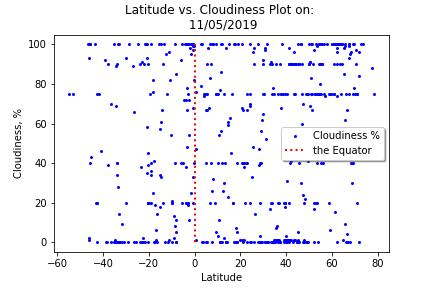 Latitude vs. Cloudiness Plot on:
11/05/2019
Cloudiness, %
100
80
60
40
20
0
Cloudiness %
the Equator
−60 −40 −20 0 20 40 60 80
Latitude